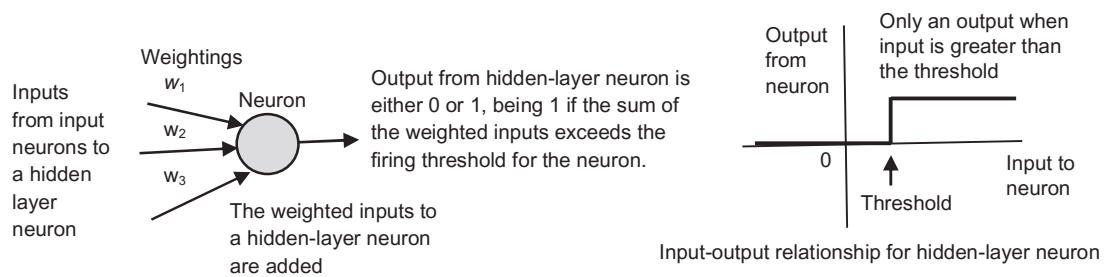 Weightings
w1
w2
w3
Inputs
from input
neurons to
a hidden
layer
neuron
Neuron
Output from hidden-layer neuron is
either 0 or 1, being 1 if the sum of
the weighted inputs exceeds the
firing threshold for the neuron.
The weighted inputs to
a hidden-layer neuron
are added
Output
from
neuron
Only an output when
input is greater than
the threshold
0
Input to
neuron
Threshold
Input-output relationship for hidden-layer neuron